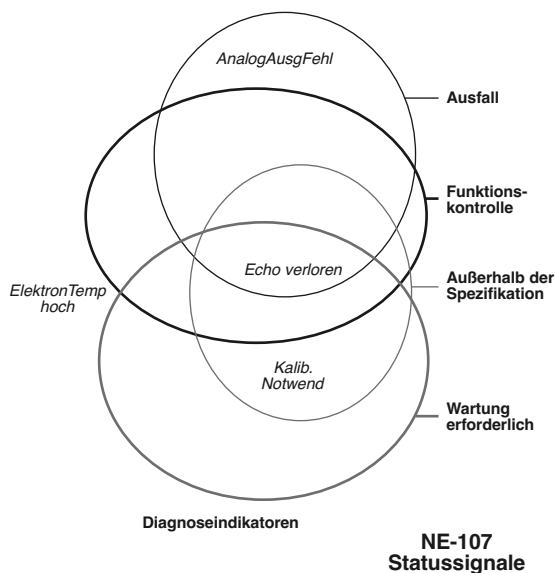 AnalogAusgFehl
Ausfall
Funktions-
kontrolle
Echo verloren
Außerhalb der
Spezifikation
ElektronTemp
hoch
Kalib.
Notwend
Wartung
erforderlich
Diagnoseindikatoren
NE-107
Statussignale